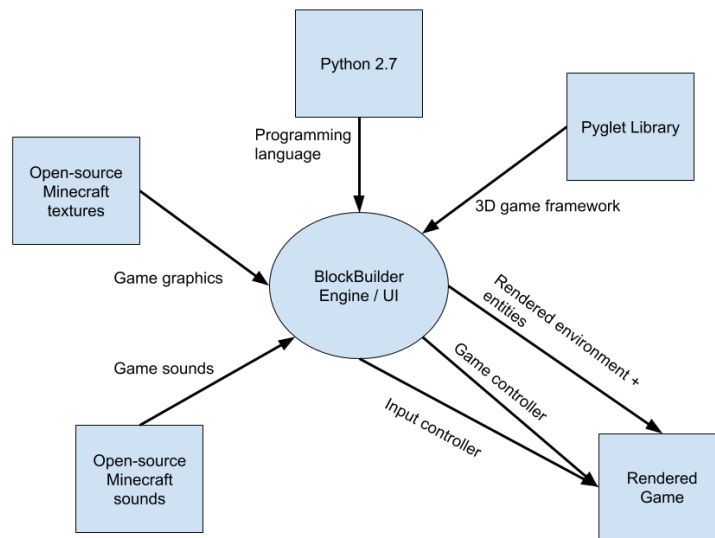 Python 2.7
Pyglet Library
Programming
language
Open-source
Minecraft
textures
3D game framework
Game graphics
BlockBuilder
Engine / UI
Rendered environment +
entities
Game sounds
Game controller
Input controller
Open-source
Minecraft
sounds
Rendered
Game